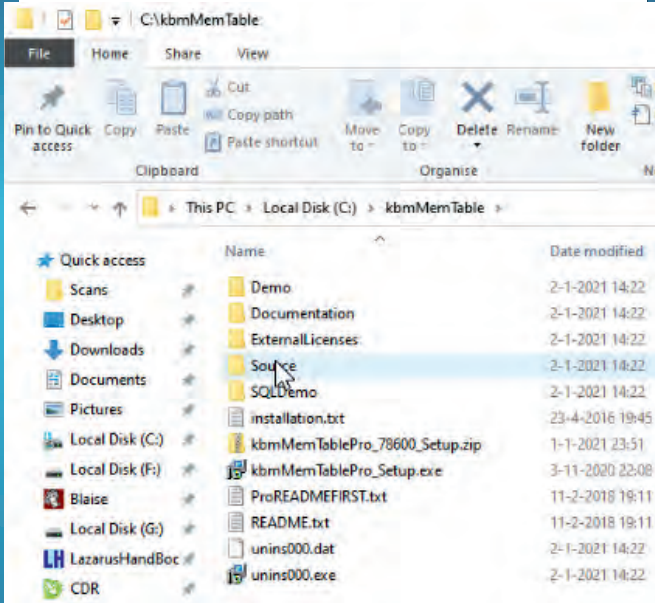 C:\kbmMemTable
File Home Share View
Pin to Quick access
Copy
Paste
Cut
Copy path
Paste shortcut
Clipboard
Move to
Copy to
Delete
Rename
Organise
New folder
N
This PC > Local Disk (C:) > kbmMemTable >
Name Date modified
Quick access
Scans
Desktop
Downloads
Documents
Pictures
Local Disk (C:)
Local Disk (F:)
Blaise
Local Disk (G:)
LH LazarusHandBoc
CDR
Demo 2-1-2021 14:22
Documentation 2-1-2021 14:22
ExternalLicenses 2-1-2021 14:22
Source 2-1-2021 14:22
SQLDemo 2-1-2021 14:22
installation.txt 23-4-2016 19:45
kbmMemTablePro_78600_Setup.zip 1-1-2021 23:51
kbmMemTablePro_Setup.exe 3-11-2020 22:08
ProREADMEFIRST.txt 11-2-2018 19:11
README.txt 11-2-2018 19:11
unins000.dat 2-1-2021 14:22
unins000.exe 2-1-2021 14:22